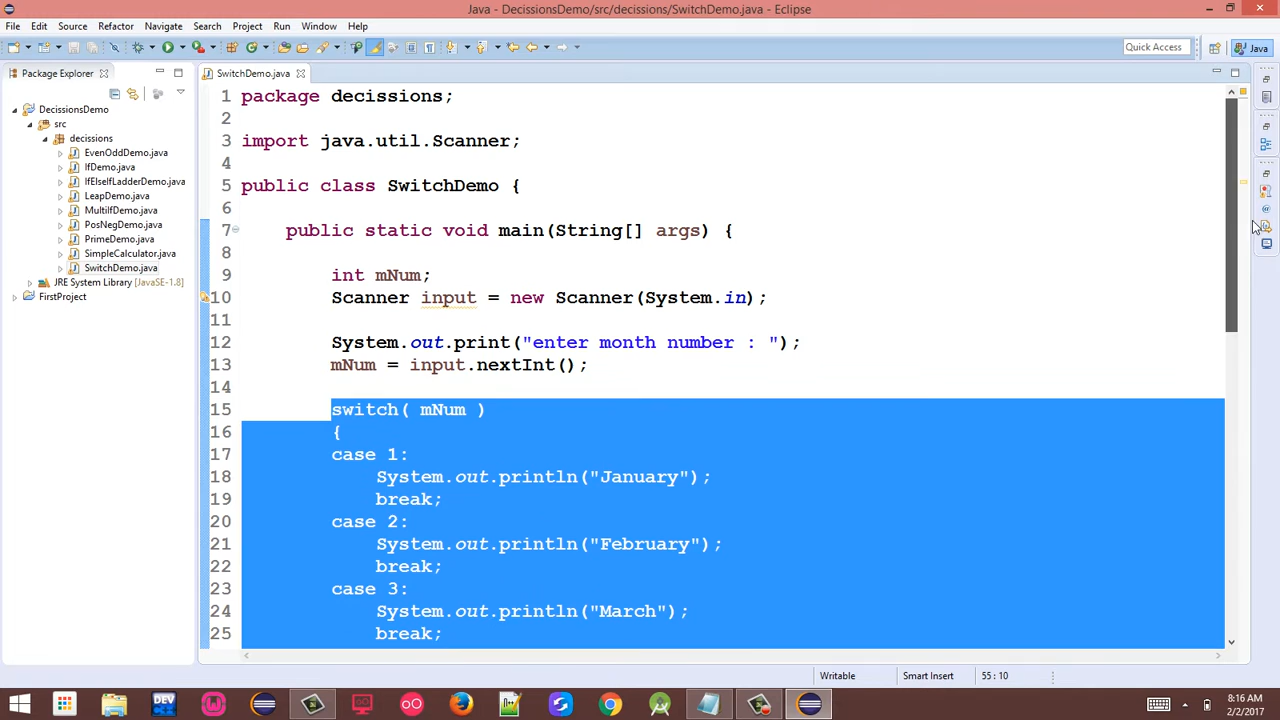 Java - DecissionsDemo/src/decissions/SwitchDemo.java - Eclipse
File Edit Source Refactor Navigate Search Project Run Window Help
Quick Access
Java
Package Explorer
DecissionsDemo
src
decissions
EvenOddDemo.java
IfDemo.java
IfElseIfLadderDemo.java
LeapDemo.java
MultiIfDemo.java
PosNegDemo.java
PrimeDemo.java
SimpleCalculator.java
SwitchDemo.java
JRE System Library [JavaSE-1.8]
FirstProject
SwitchDemo.java
1 package decissions;
2
3 import java.util.Scanner;
4
5 public class SwitchDemo {
6
7 public static void main(String[] args) {
8
9 int mNum;
10 Scanner input = new Scanner(System.in);
11
12 System.out.print("enter month number : ");
13 mNum = input.nextInt();
14
15 switch( mNum )
16 {
17 case 1:
18 System.out.println("January");
19 break;
20 case 2:
21 System.out.println("February");
22 break;
23 case 3:
24 System.out.println("March");
25 break;
Writable Smart Insert 55 : 10
DEV
8:16 AM
2/2/2017